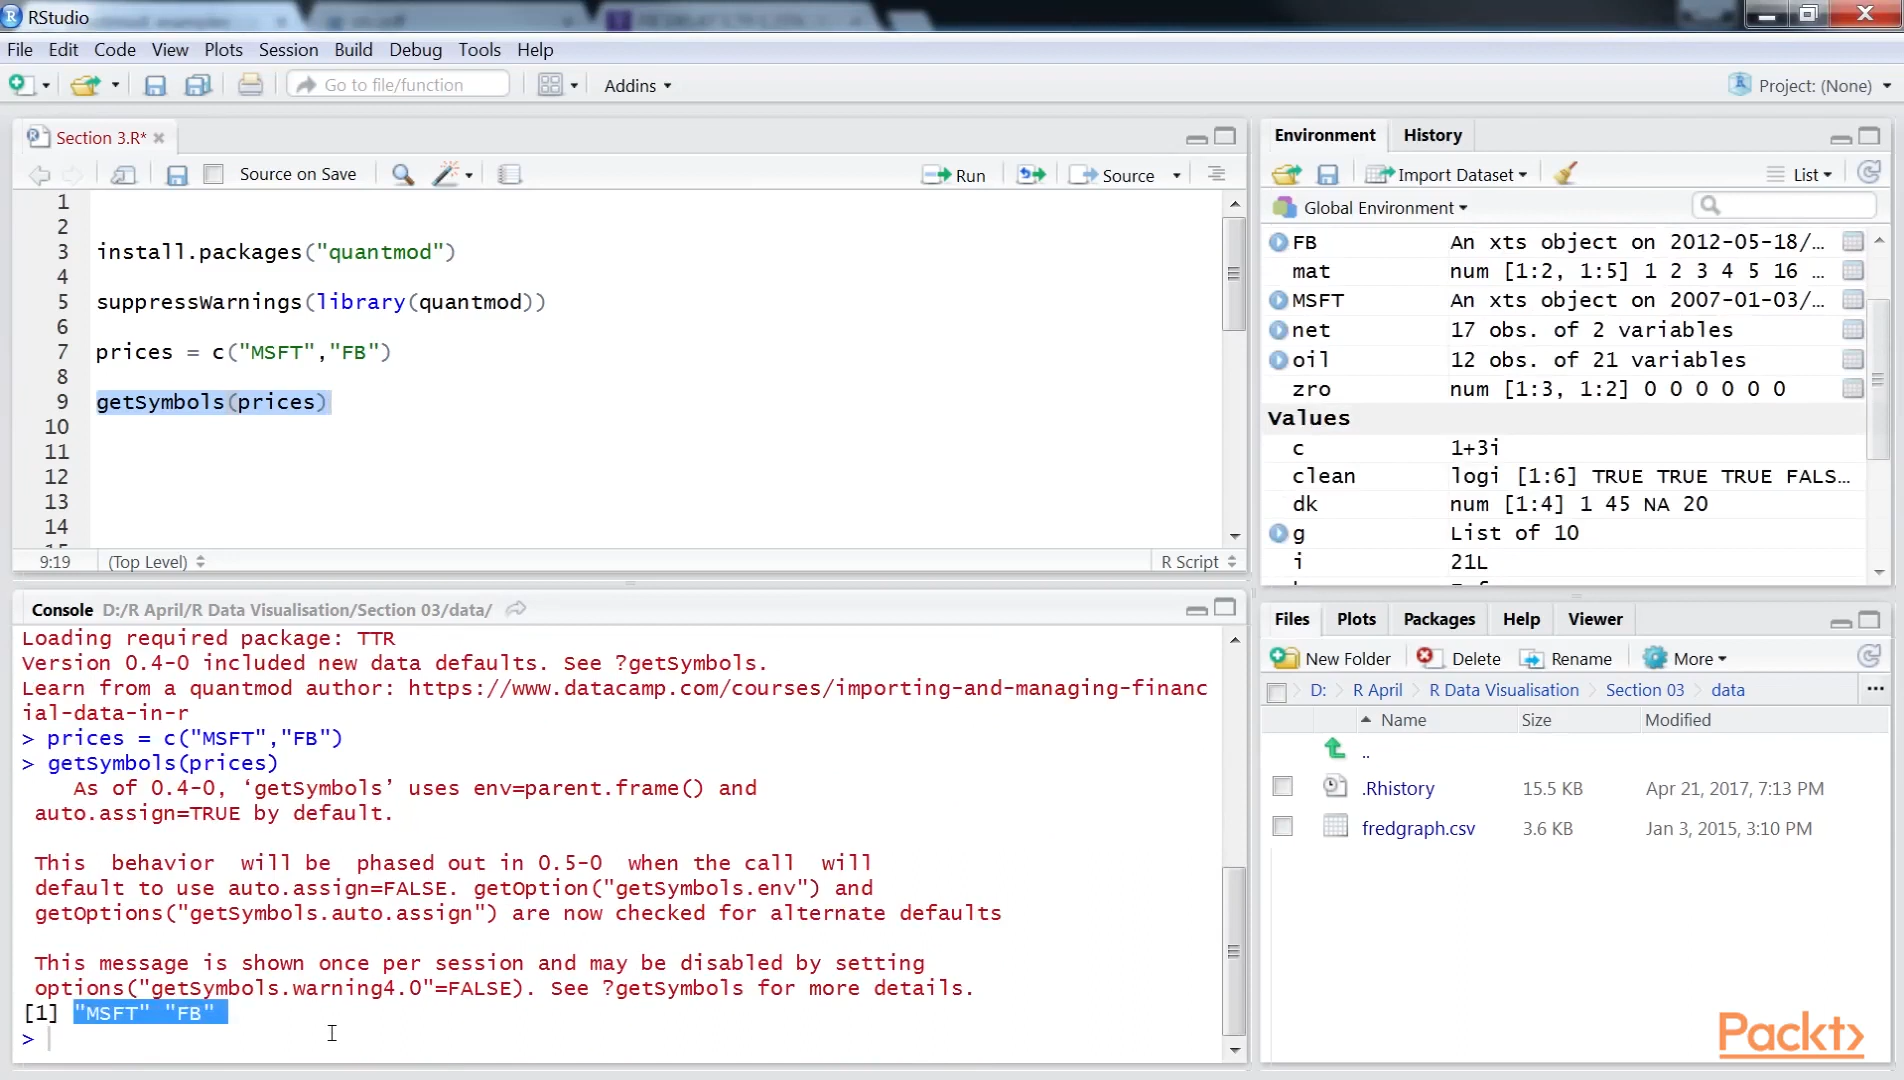 RStudio
File Edit Code View Plots Session Build Debug Tools Help
Go to file/function Addins Project: (None)
Section 3.R*
Source on Save Run Source
1
2
3 install.packages("quantmod")
4
5 suppressWarnings(library(quantmod))
6
7 prices = c("MSFT","FB")
8
9 getSymbols(prices)
10
11
12
13
14
9:19 (Top Level) R Script
Console D:/R April/R Data Visualisation/Section 03/data/
Loading required package: TTR
Version 0.4-0 included new data defaults. See ?getSymbols.
Learn from a quantmod author: https://www.datacamp.com/courses/importing-and-managing-financ
ial-data-in-r
> prices = c("MSFT","FB")
> getSymbols(prices)
As of 0.4-0, ‘getSymbols’ uses env=parent.frame() and
auto.assign=TRUE by default.
This behavior will be phased out in 0.5-0 when the call will
default to use auto.assign=FALSE. getOption("getSymbols.env") and
getOptions("getSymbols.auto.assign") are now checked for alternate defaults
This message is shown once per session and may be disabled by setting
options("getSymbols.warning4.0"=FALSE). See ?getSymbols for more details.
[1] "MSFT" "FB"
>
Environment History
Import Dataset List
Global Environment
FB An xts object on 2012-05-18/...
mat num [1:2, 1:5] 1 2 3 4 5 16 ...
MSFT An xts object on 2007-01-03/...
net 17 obs. of 2 variables
oil 12 obs. of 21 variables
zro num [1:3, 1:2] 0 0 0 0 0 0
Values
c 1+3i
clean logi [1:6] TRUE TRUE TRUE FALS...
dk num [1:4] 1 45 NA 20
g List of 10
i 21L
Files Plots Packages Help Viewer
New Folder Delete Rename More
D: R April R Data Visualisation Section 03 data ...
Name Size Modified
..
.Rhistory 15.5 KB Apr 21, 2017, 7:13 PM
fredgraph.csv 3.6 KB Jan 3, 2015, 3:10 PM
Packt>